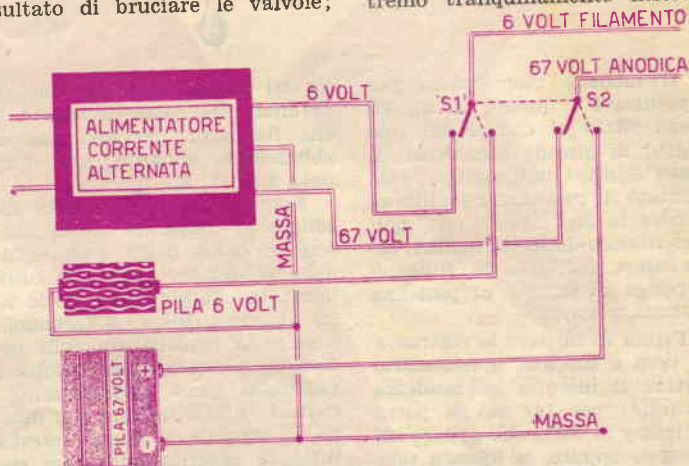 sultato di bruciare le valvole;
tremo tranquillamente
6 VOLT FILAMENTO
67 VOLT ANODICA
6 VOLT
S1
S2
ALIMENTATORE
CORRENTE
ALTERNATA
MASSA
67 VOLT
PILA 6 VOLT
PILA 67 VOLT
+
-
MASSA